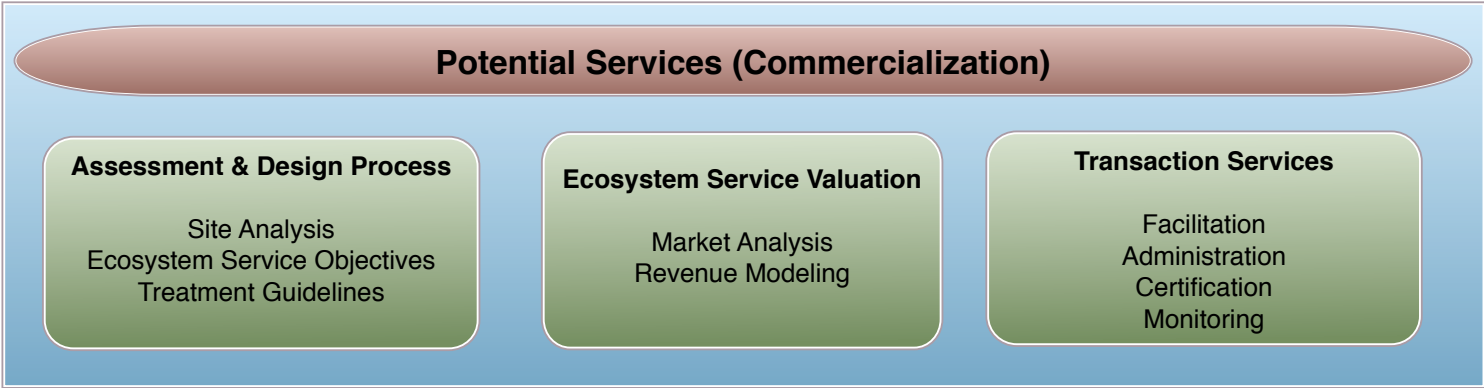 Potential Services (Commercialization)
Assessment & Design Process
Site Analysis
Ecosystem Service Objectives
Treatment Guidelines
Ecosystem Service Valuation
Market Analysis
Revenue Modeling
Transaction Services
Facilitation
Administration
Certification
Monitoring